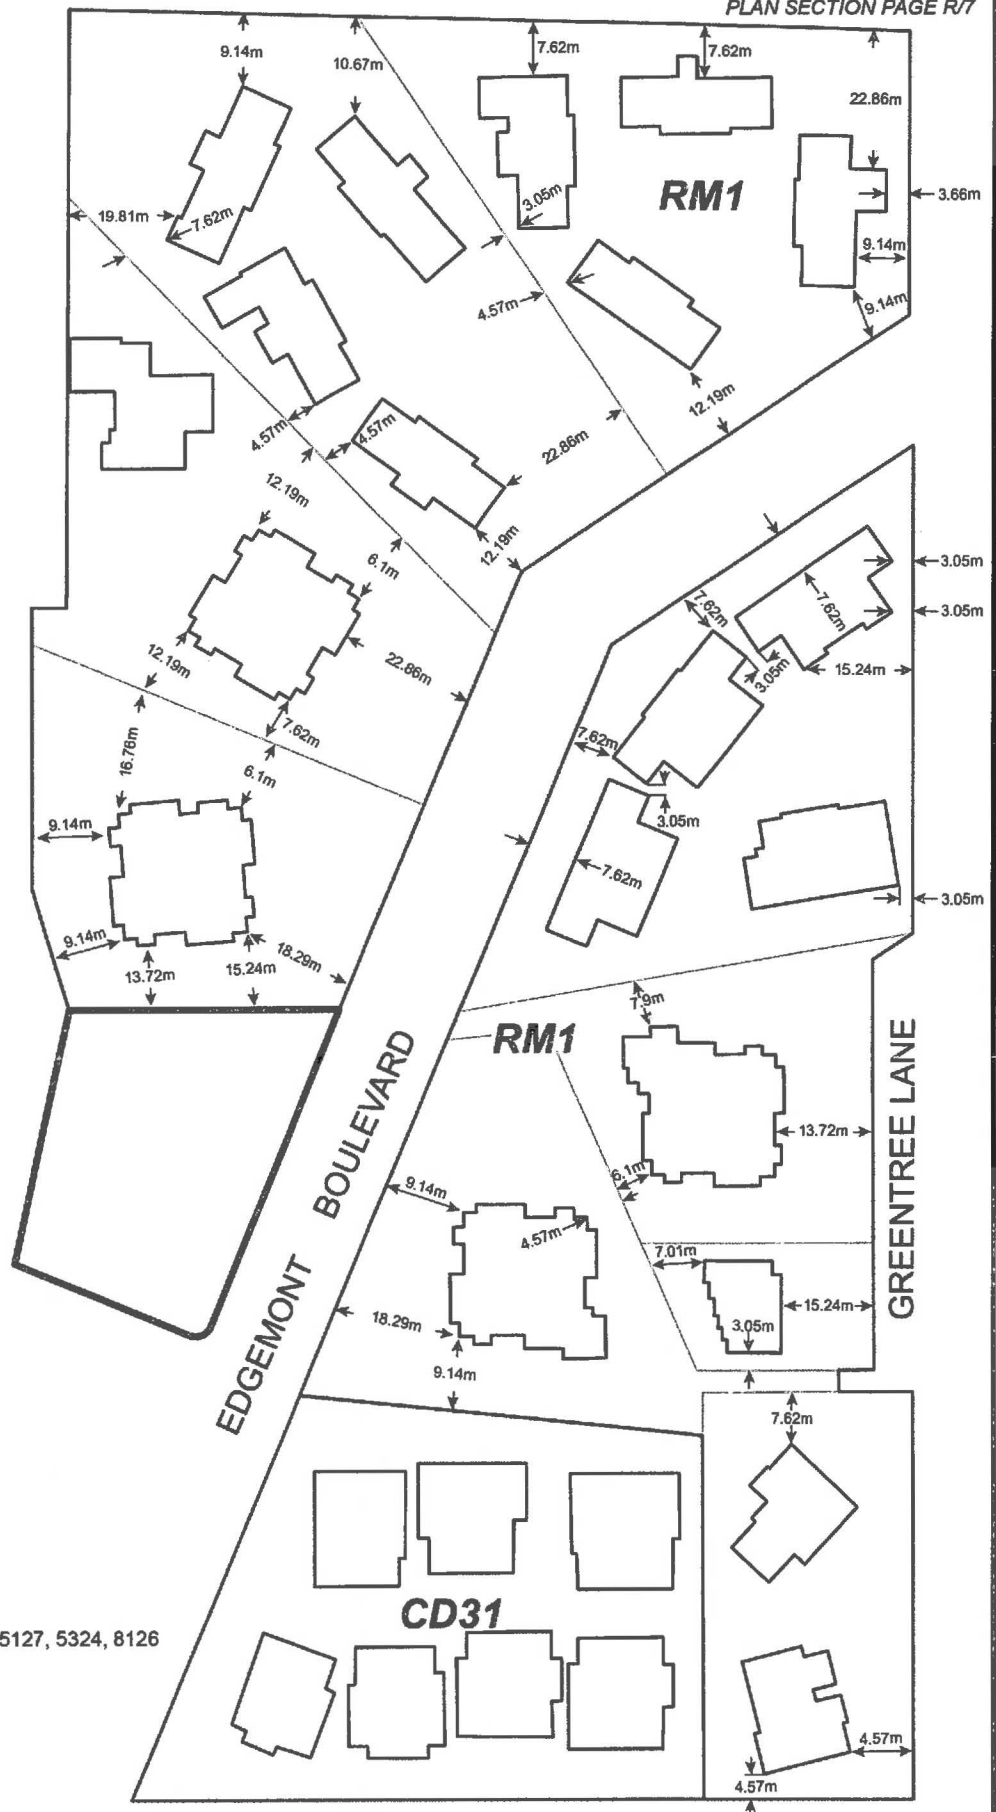 PLAN SECTION PAGE R/7
9.14m
10.67m
7.62m
7.62m
22.86m
RM1
3.66m
19.81m
7.62m
3.05m
9.14m
9.14m
4.57m
12.19m
4.57m
4.57m
22.86m
12.19m
12.19m
6.1m
3.05m
7.62m
7.62m
3.05m
12.19m
22.86m
3.05m
15.24m
7.62m
16.76m
6.1m
7.62m
9.14m
3.05m
7.62m
3.05m
9.14m
13.72m
15.24m
18.29m
7.9m
RM1
GREENTREE LANE
EDGEMONT BOULEVARD
13.72m
6.1m
9.14m
4.57m
7.01m
15.24m
18.29m
3.05m
9.14m
7.62m
CD31
5127, 5324, 8126
4.57m
4.57m